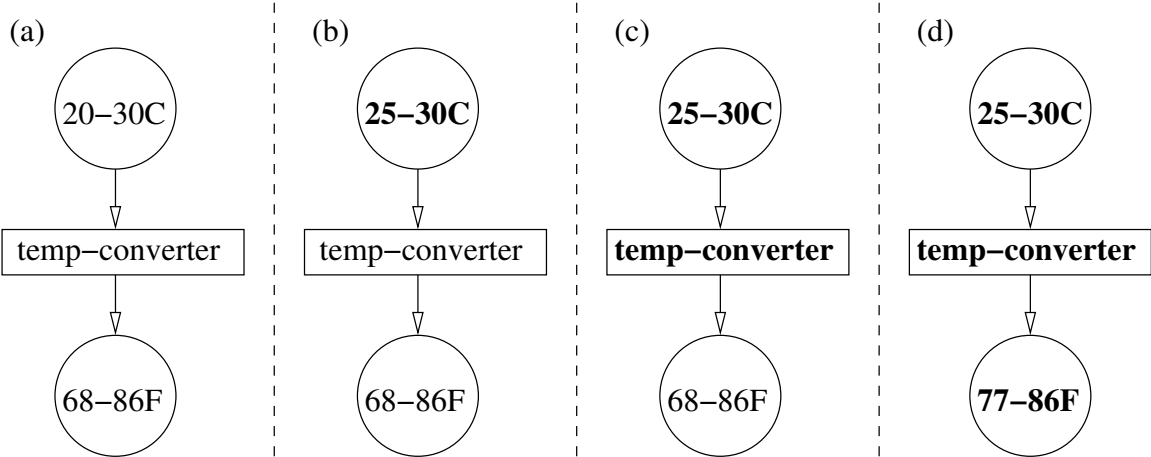 (a)
20−30C
temp−converter
68−86F
(b)
25−30C
temp−converter
68−86F
(c)
25−30C
temp−converter
68−86F
(d)
25−30C
temp−converter
77−86F